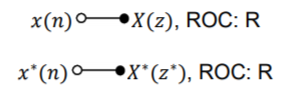 x(n) ○—● X(z), ROC: R
x*(n) ○—● X*(z*), ROC: R